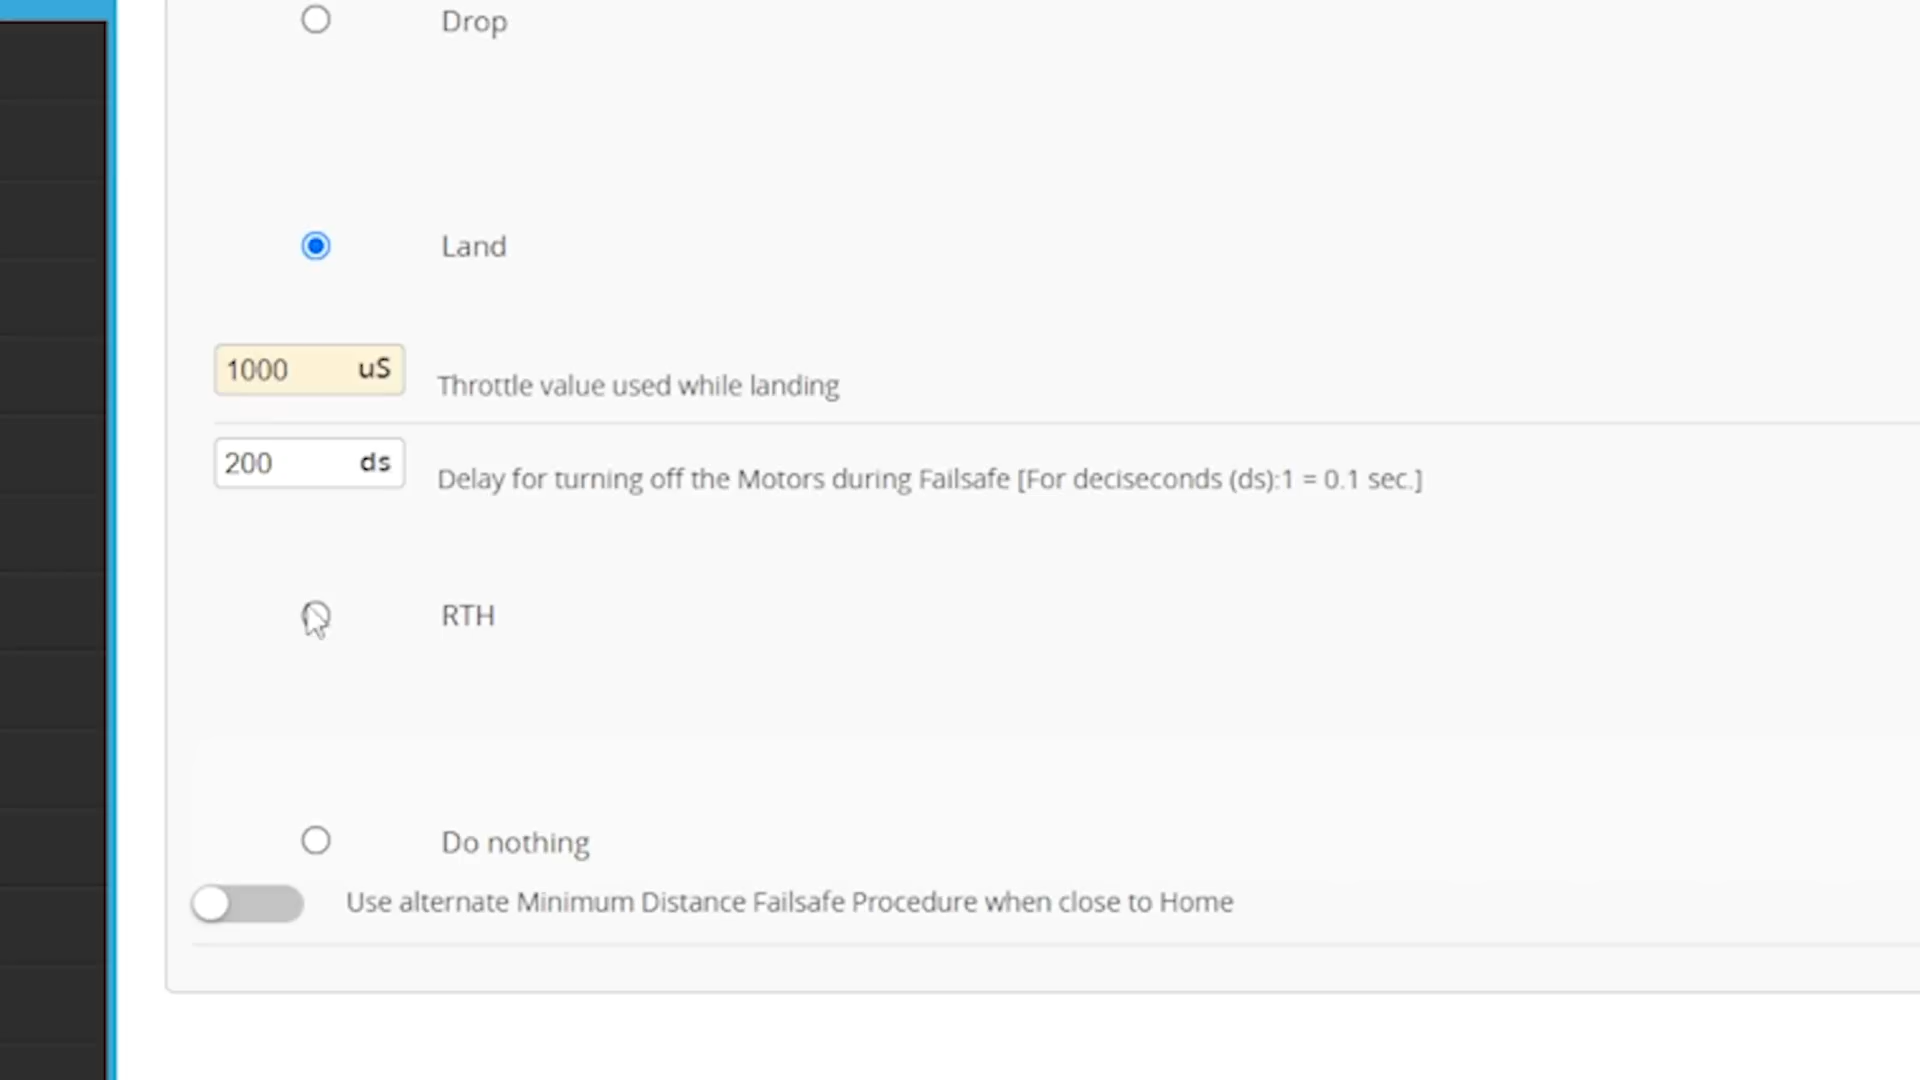 Drop
Land
1000 uS
Throttle value used while landing
200 ds
Delay for turning off the Motors during Failsafe [For deciseconds (ds):1 = 0.1 sec.]
RTH
Do nothing
Use alternate Minimum Distance Failsafe Procedure when close to Home